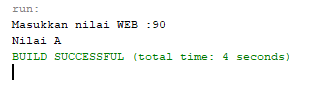 run:
Masukkan nilai WEB :90
Nilai A
BUILD SUCCESSFUL (total time: 4 seconds)